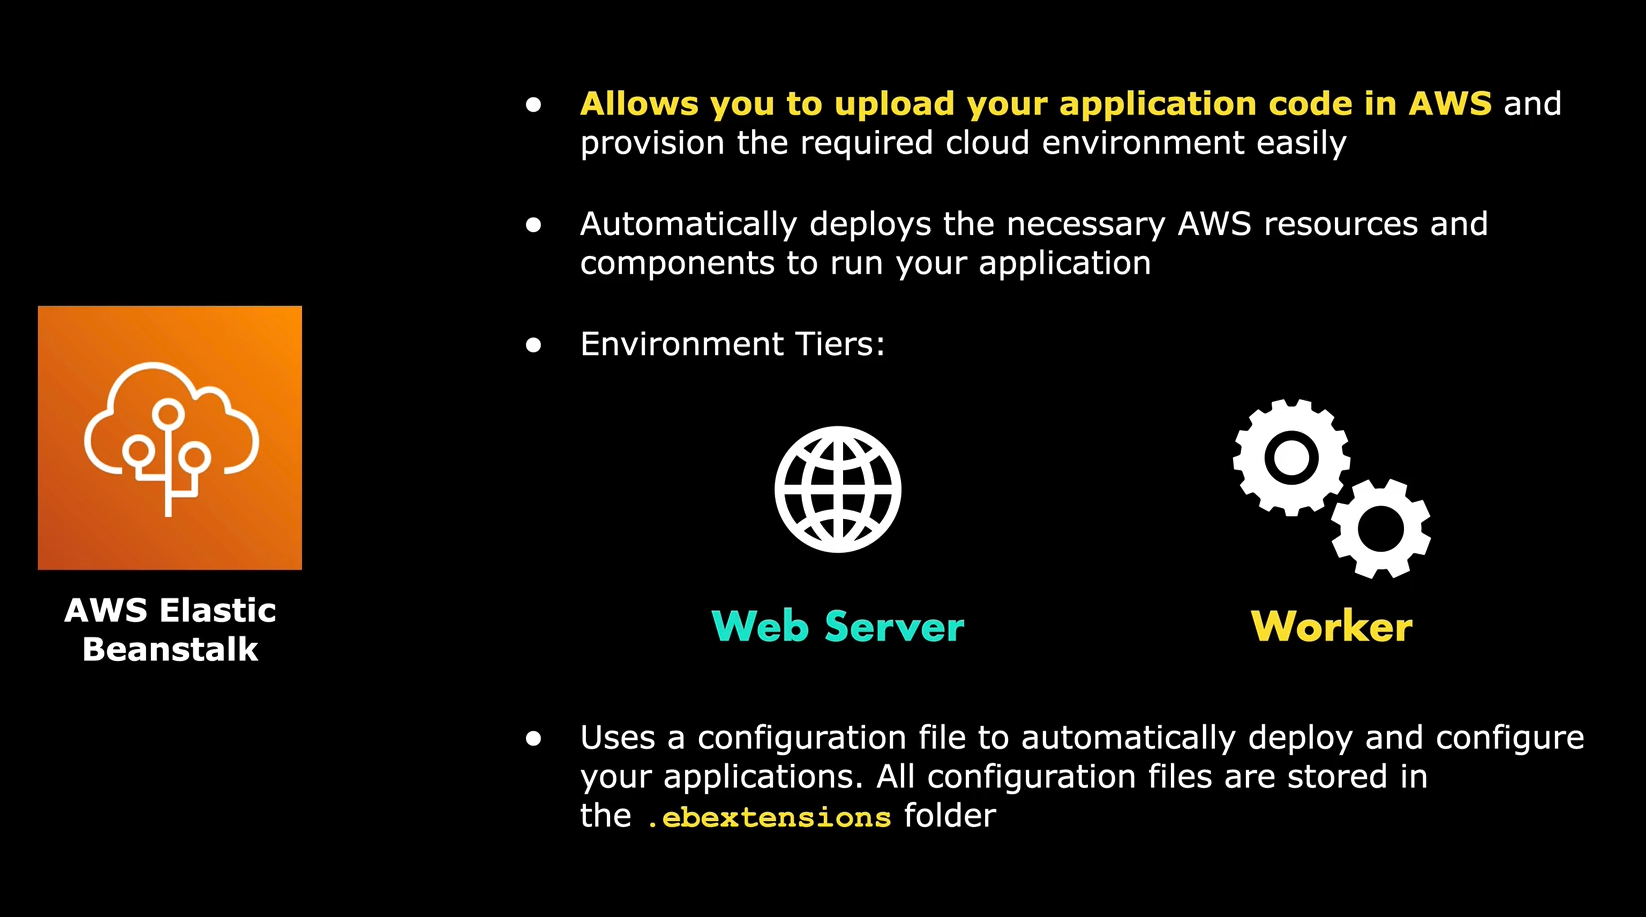 ● Allows you to upload your application code in AWS and
provision the required cloud environment easily
● Automatically deploys the necessary AWS resources and
components to run your application
● Environment Tiers:
Web Server
Worker
AWS Elastic
Beanstalk
● Uses a configuration file to automatically deploy and configure
your applications. All configuration files are stored in
the .ebextensions folder